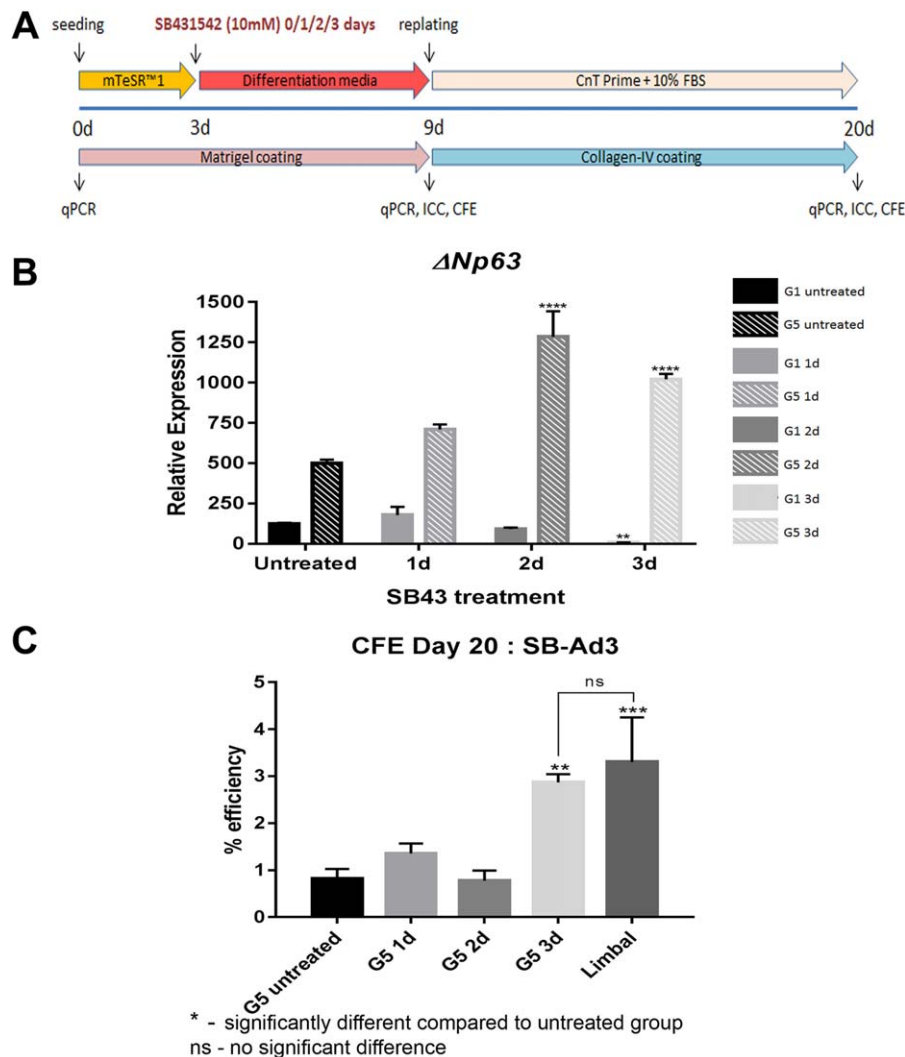 A
seeding
SB431542 (10mM) 0/1/2/3 days
replating
mTeSR™1
Differentiation media
CnT Prime + 10% FBS
0d
3d
9d
20d
Matrigel coating
Collagen-IV coating
qPCR
qPCR, ICC, CFE
qPCR, ICC, CFE
B
ΔNp63
Relative Expression
1500
1250
1000
750
500
250
0
****
****
**
Untreated
1d
2d
3d
SB43 treatment
G1 untreated
G5 untreated
G1 1d
G5 1d
G1 2d
G5 2d
G1 3d
G5 3d
C
CFE Day 20 : SB-Ad3
% efficiency
5
4
3
2
1
0
ns
**
***
G5 untreated
G5 1d
G5 2d
G5 3d
Limbal
* - significantly different compared to untreated group
ns - no significant difference